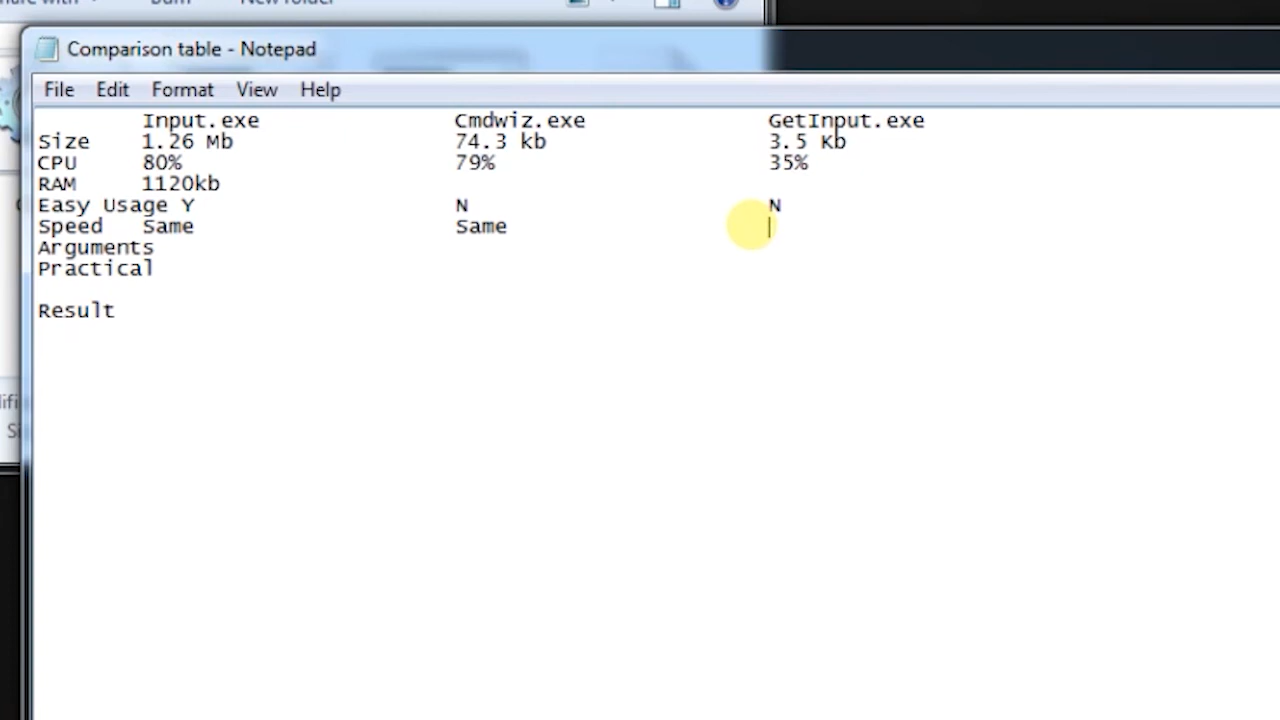 New folder
Comparison table - Notepad
File Edit Format View Help
Input.exe Cmdwiz.exe GetInput.exe
Size 1.26 Mb 74.3 kb 3.5 Kb
CPU 80% 79% 35%
RAM 1120kb
Easy Usage Y N N
Speed Same Same
Arguments
Practical
Result